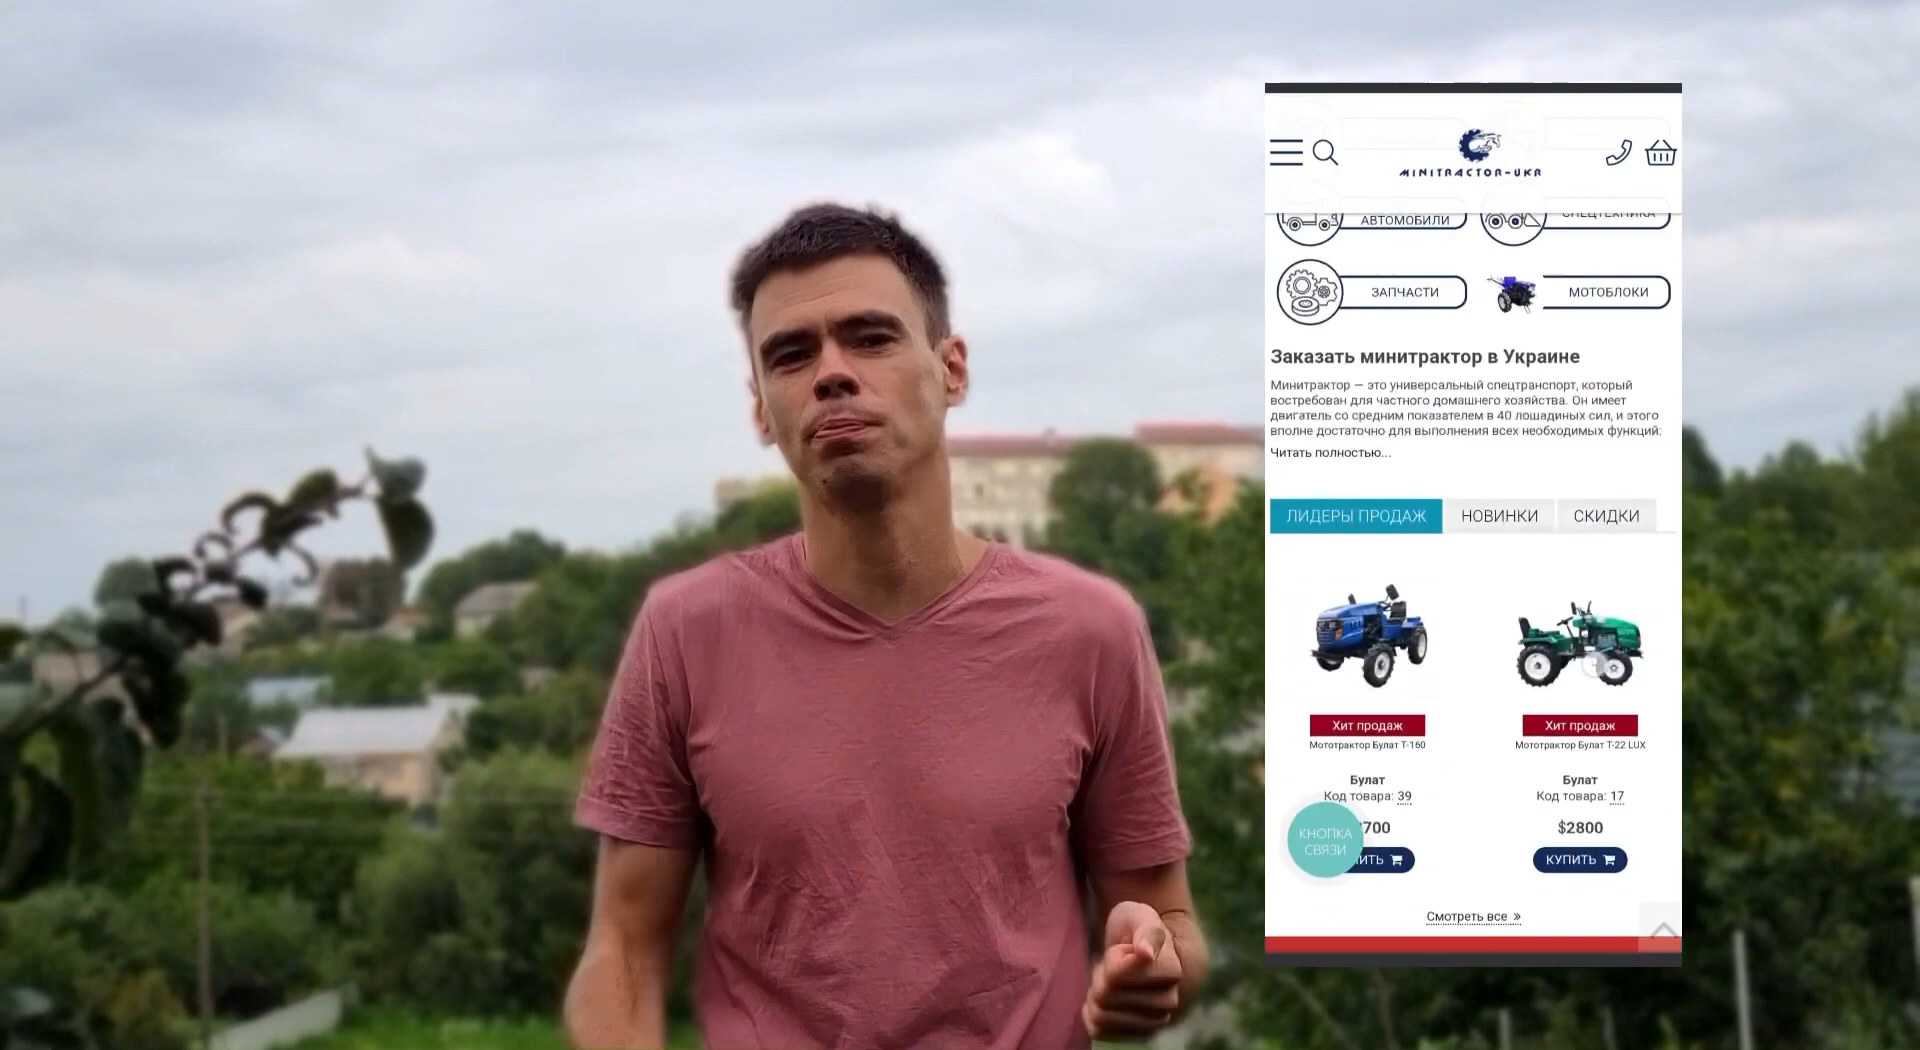 MINITRACTOR-UKR
АВТОМОБИЛИ
СПЕЦТЕХНИКА
ЗАПЧАСТИ
МОТОБЛОКИ
Заказать минитрактор в Украине
Минитрактор — это универсальный спецтранспорт, который
востребован для частного домашнего хозяйства. Он имеет
двигатель со средним показателем в 40 лошадиных сил, и этого
вполне достаточно для выполнения всех необходимых функций:
Читать полностью...
ЛИДЕРЫ ПРОДАЖ
НОВИНКИ
СКИДКИ
Хит продаж
Мототрактор Булат Т-160
Булат
Код товара: 39
700
Хит продаж
Мототрактор Булат Т-22 LUX
Булат
Код товара: 17
$2800
КУПИТЬ
КНОПКА
СВЯЗИ
Смотреть все »